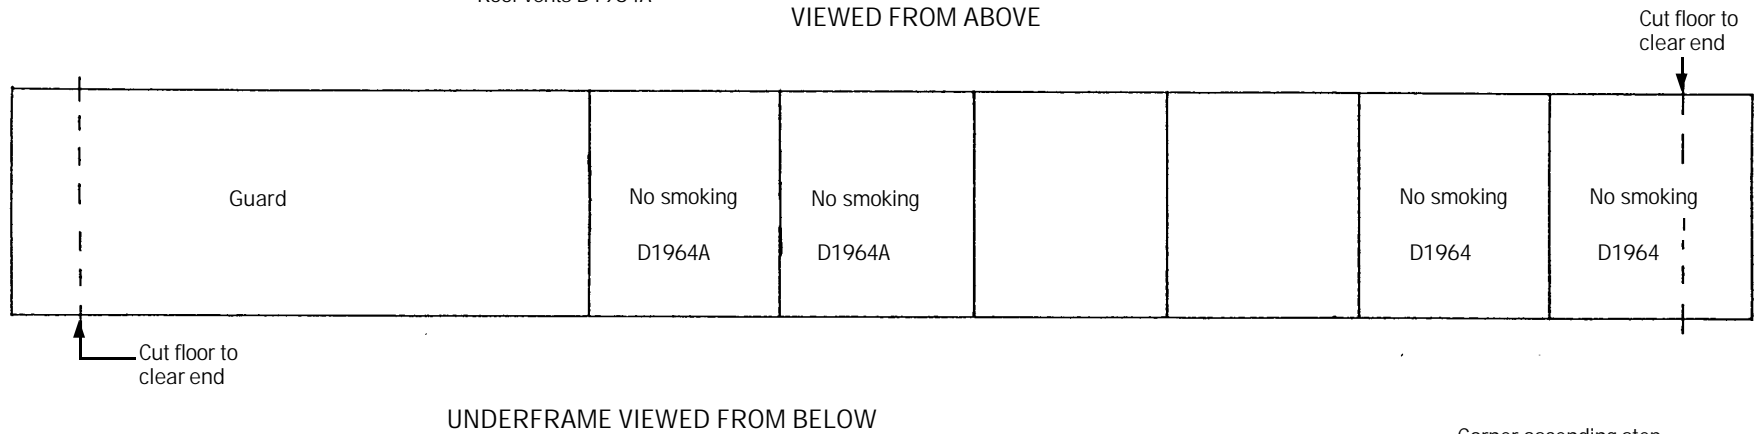 VIEWED FROM ABOVE
Cut floor to
clear end
Guard
No smoking
D1964A
No smoking
D1964A
No smoking
D1964
No smoking
D1964
Cut floor to
clear end
UNDERFRAME VIEWED FROM BELOW